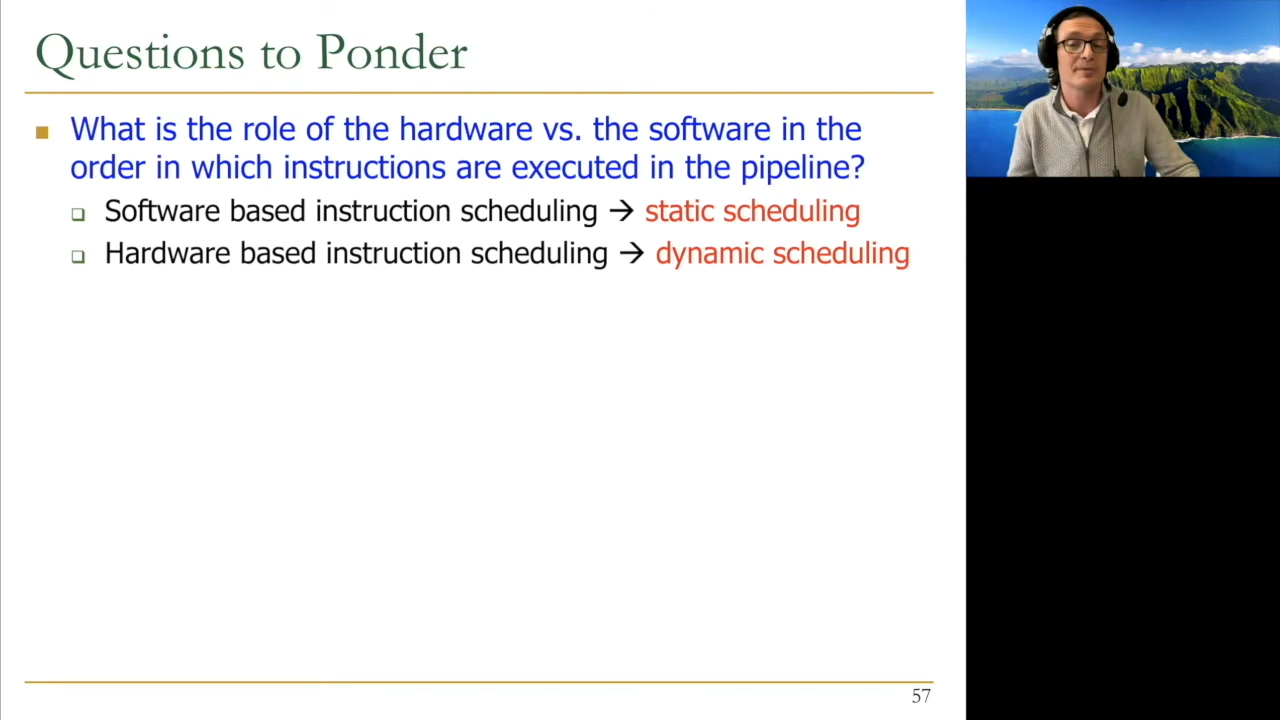 Questions to Ponder
What is the role of the hardware vs. the software in the
order in which instructions are executed in the pipeline?
Software based instruction scheduling → static scheduling
Hardware based instruction scheduling → dynamic scheduling
57